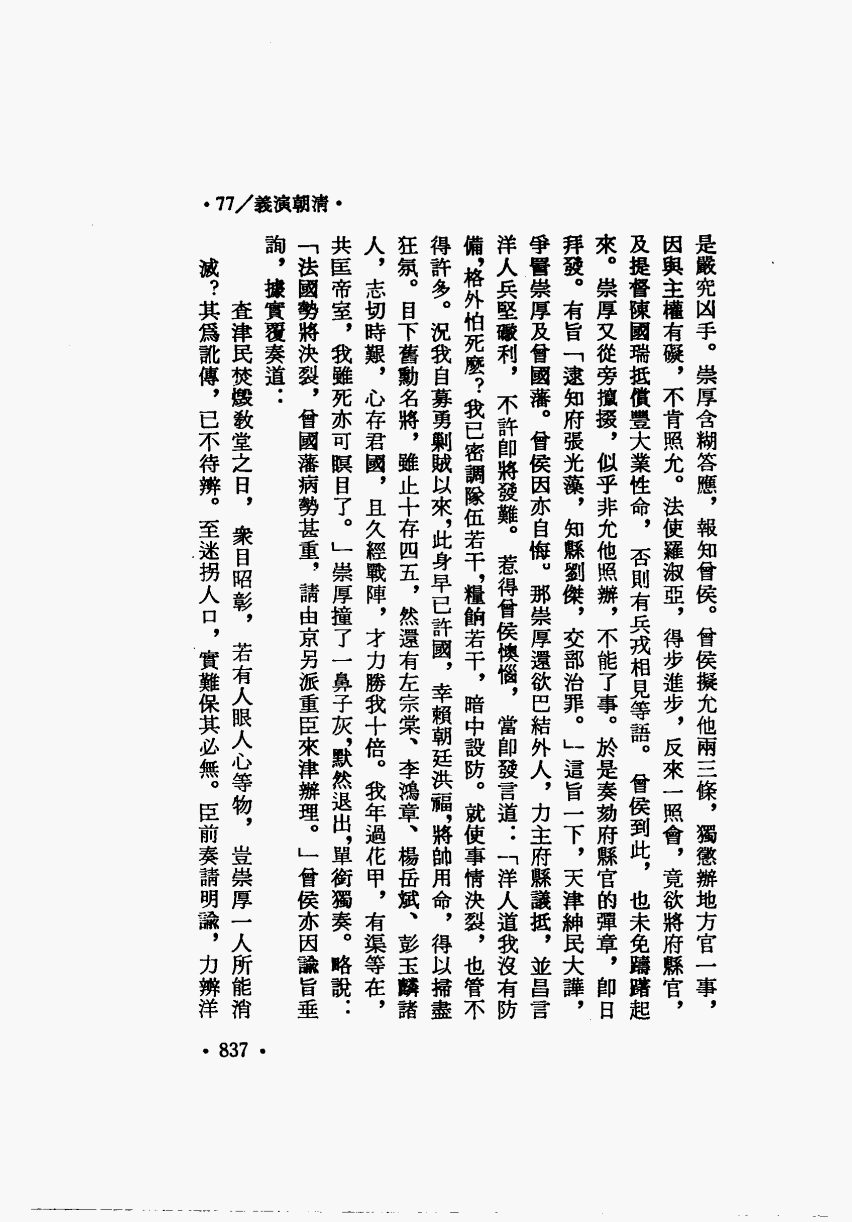 •77／義演朝清•
是嚴究凶手。崇厚含糊答應，報知曾侯。曾侯擬允他兩三條，獨懲辦地方官一事，
因與主權有礙，不肯照允。法使羅淑亞，得步進步，反來一照會，竟欲將府縣官，
及提督陳國瑞抵償豐大業性命，否則有兵戎相見等語。曾侯到此，也未免躊躇起
來。崇厚又從旁攛掇，似乎非允他照辦，不能了事。於是奏劾府縣官的彈章，卽日
拜發。有旨「逮知府張光藻，知縣劉傑，交部治罪。」這旨一下，天津紳民大譁，
爭詈崇厚及曾國藩。曾侯因亦自悔。那崇厚還欲巴結外人，力主府縣議抵，並昌言
洋人兵堅礮利，不許卽將發難。惹得曾侯懊惱，當卽發言道：「洋人道我沒有防
備，格外怕死麼？我已密調隊伍若干，糧餉若干，暗中設防。就使事情決裂，也管不
得許多。況我自募勇剿賊以來，此身早已許國，幸賴朝廷洪福，將帥用命，得以掃盡
狂氛。目下舊勳名將，雖止十存四五，然還有左宗棠、李鴻章、楊岳斌、彭玉麟諸
人，志切時艱，心存君國，且久經戰陣，才力勝我十倍。我年過花甲，有渠等在，
共匡帝室，我雖死亦可瞑目了。」崇厚撞了一鼻子灰，默然退出，單銜獨奏。略說：
「法國勢將決裂，曾國藩病勢甚重，請由京另派重臣來津辦理。」曾侯亦因諭旨垂
詢，據實覆奏道：
查津民焚燬敎堂之日，衆目昭彰，若有人眼人心等物，豈崇厚一人所能消
滅？其爲訛傳，已不待辨。至迷拐人口，實難保其必無。臣前奏請明諭，力辨洋
•837•